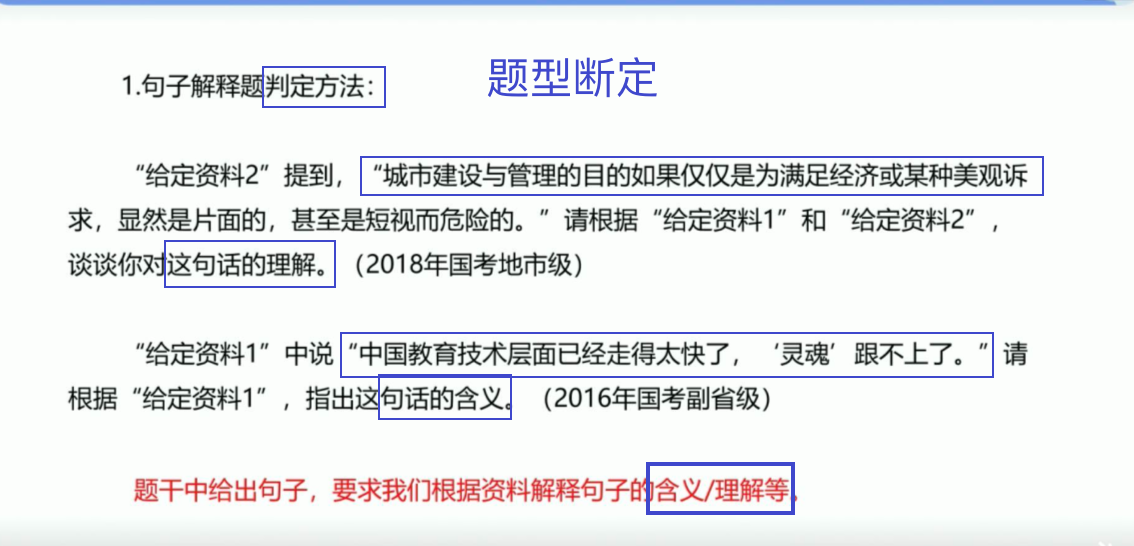 1.句子解释题判定方法：
题型断定
“给定资料2”提到，“城市建设与管理的目的如果仅仅是为满足经济或某种美观诉
求，显然是片面的，甚至是短视而危险的。”请根据“给定资料1”和“给定资料2”，
谈谈你对这句话的理解。（2018年国考地市级）
“给定资料1”中说“中国教育技术层面已经走得太快了，‘灵魂’跟不上了。”请
根据“给定资料1”，指出这句话的含义。（2016年国考副省级）
题干中给出句子，要求我们根据资料解释句子的含义/理解等。